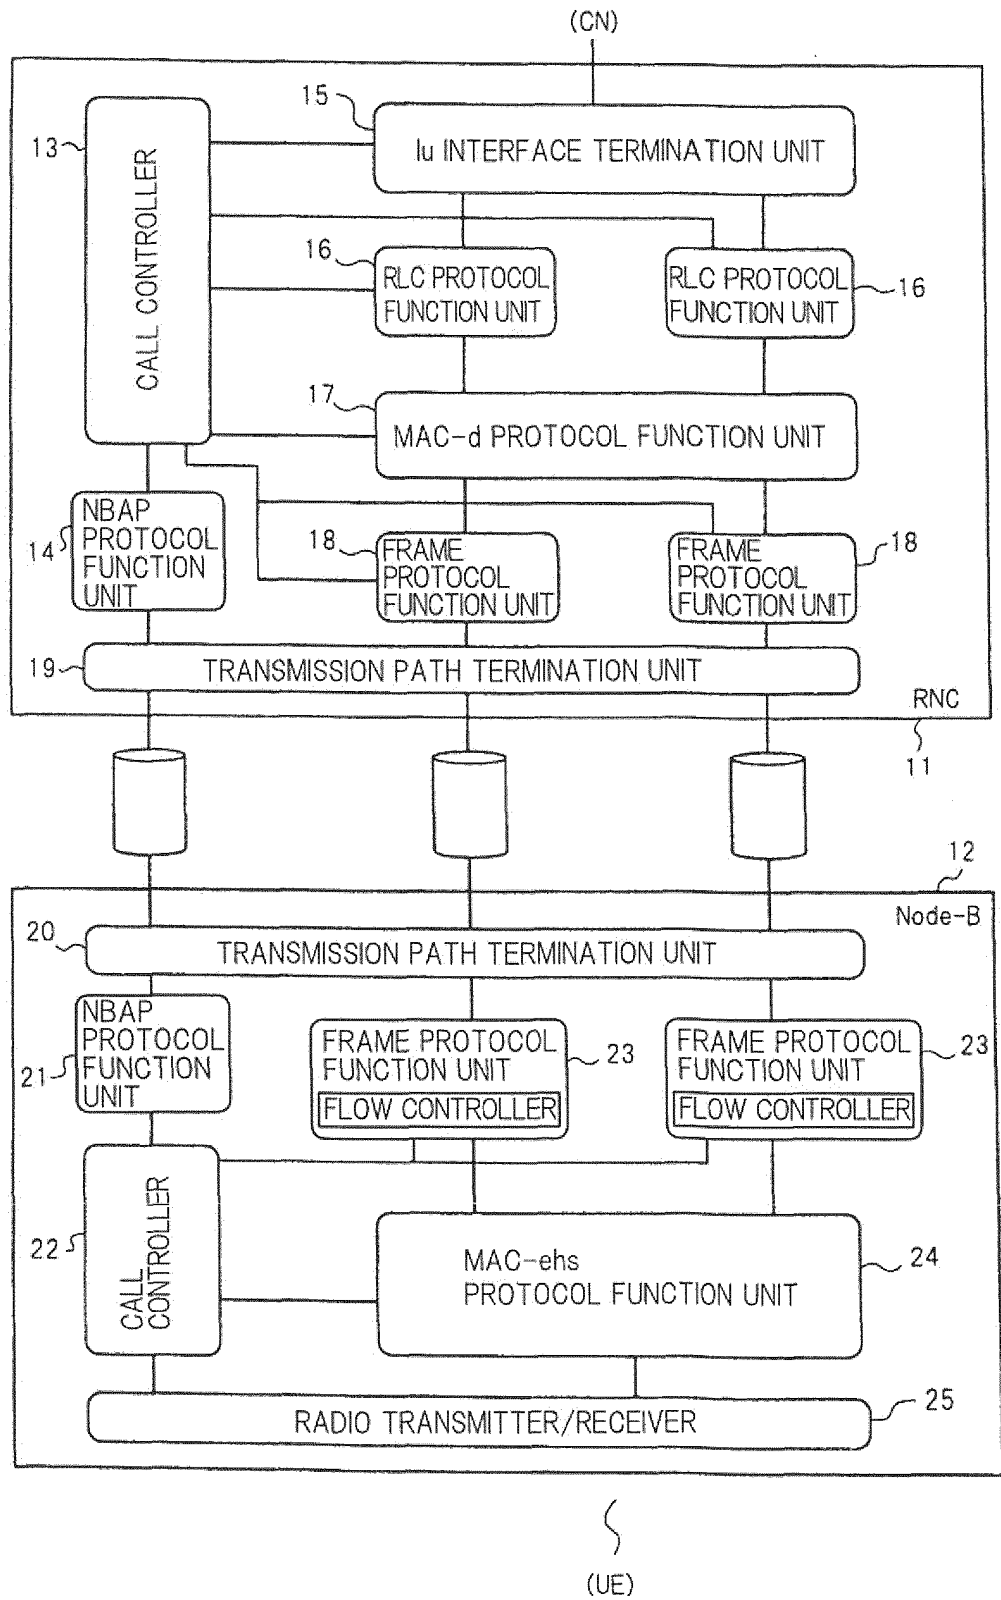 (CN)
15
13
Iu INTERFACE TERMINATION UNIT
CALL CONTROLLER
16
RLC PROTOCOL
FUNCTION UNIT
RLC PROTOCOL
FUNCTION UNIT
16
17
MAC-d PROTOCOL FUNCTION UNIT
14
NBAP
PROTOCOL
FUNCTION
UNIT
18
FRAME
PROTOCOL
FUNCTION UNIT
FRAME
PROTOCOL
FUNCTION UNIT
18
19
TRANSMISSION PATH TERMINATION UNIT
RNC
11
12
Node-B
20
TRANSMISSION PATH TERMINATION UNIT
21
NBAP
PROTOCOL
FUNCTION
UNIT
FRAME PROTOCOL
FUNCTION UNIT
FLOW CONTROLLER
23
FRAME PROTOCOL
FUNCTION UNIT
FLOW CONTROLLER
23
22
CALL
CONTROLLER
MAC-ehs
PROTOCOL FUNCTION UNIT
24
RADIO TRANSMITTER/RECEIVER
25
(UE)